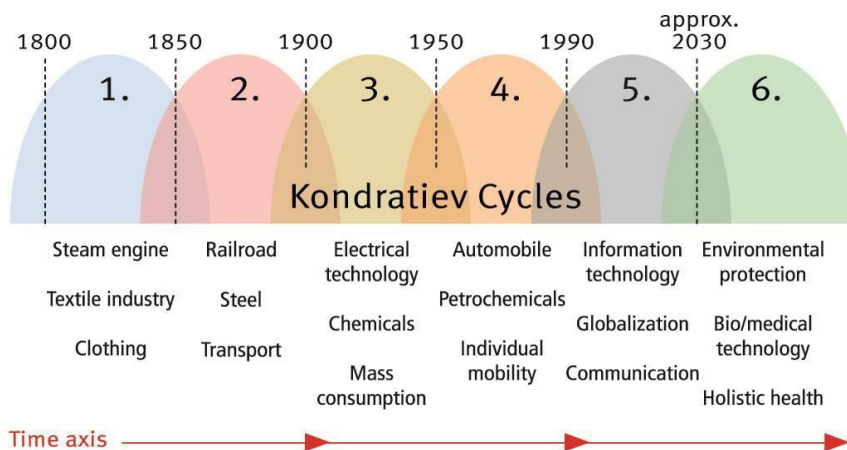 approx.
1800
1850
1900
1950
1990
2030
1.
2.
3.
4.
5.
6.
Kondratiev Cycles
Steam engine
Textile industry
Clothing
Railroad
Steel
Transport
Electrical
technology
Chemicals
Mass
consumption
Automobile
Petrochemicals
Individual
mobility
Information
technology
Globalization
Communication
Environmental
protection
Bio/medical
technology
Holistic health
Time axis